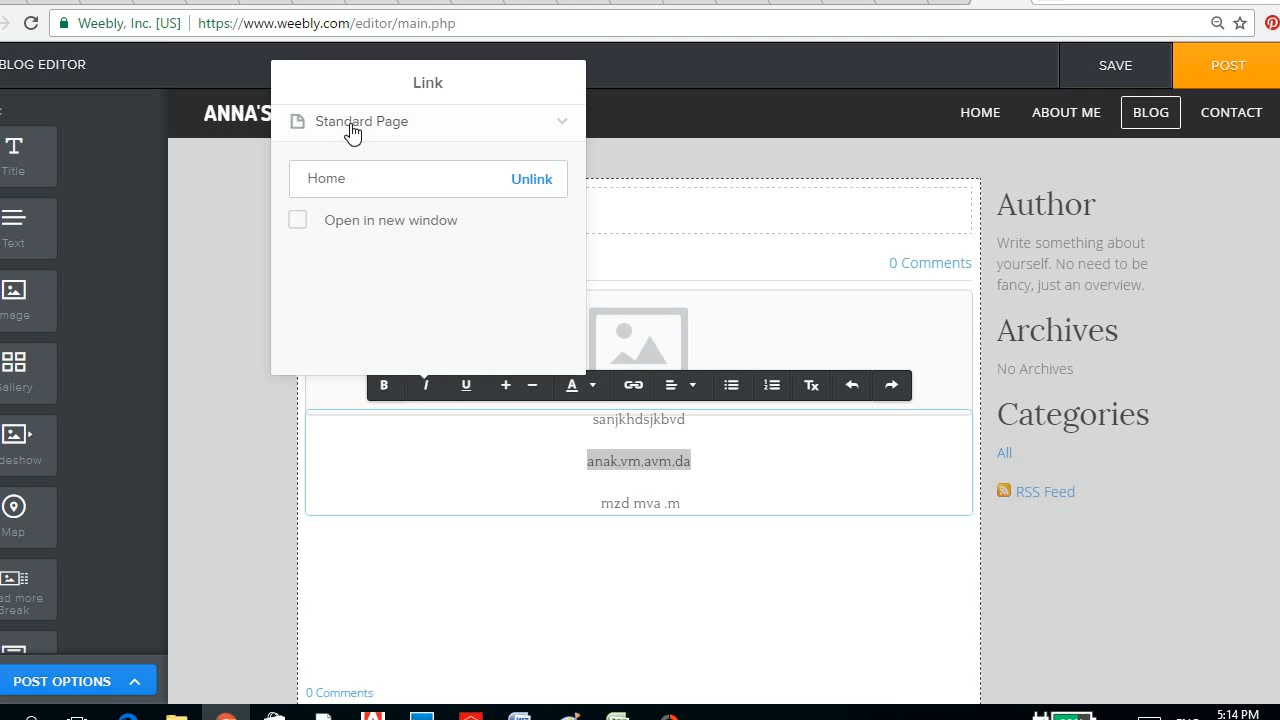 Weebly, Inc. [US] https://www.weebly.com/editor/main.php
BLOG EDITOR
SAVE
POST
Link
ANNA'S
HOME
ABOUT ME
BLOG
CONTACT
Standard Page
Home
Unlink
Open in new window
Title
Text
Map
0 Comments
B I U + − A Tx
sanjkhdsjkbvd
anak,vm,avm,da
mzd mva .m
0 Comments
Author
Write something about
yourself. No need to be
fancy, just an overview.
Archives
No Archives
Categories
All
RSS Feed
POST OPTIONS
5:14 PM